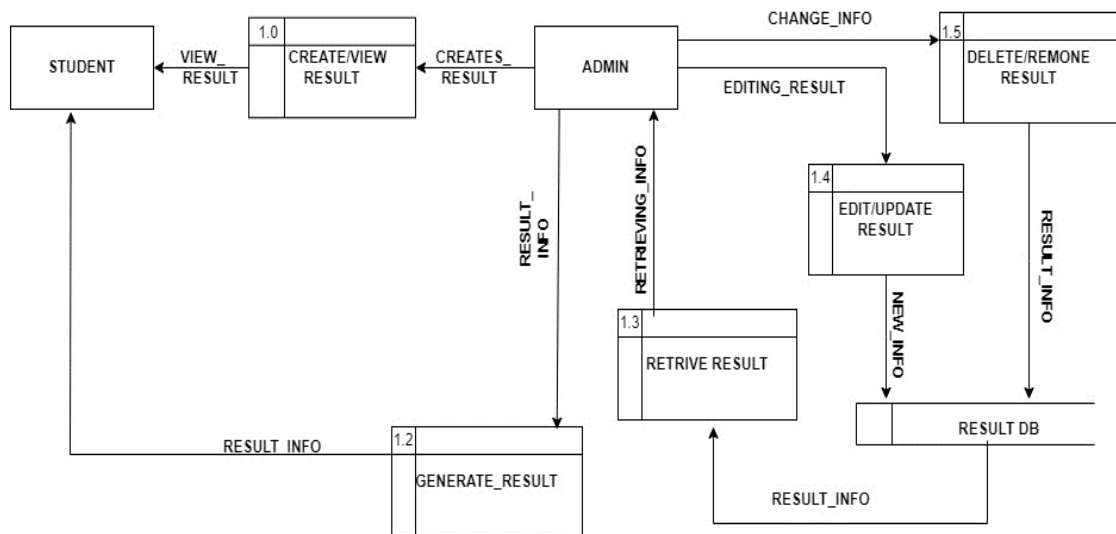 CHANGE_INFO
1.0
1.5
STUDENT
VIEW_
RESULT
CREATE/VIEW
RESULT
CREATES_
RESULT
ADMIN
DELETE/REMONE
RESULT
EDITING_RESULT
1.4
EDIT/UPDATE
RESULT
RESULT_
INFO
RETRIEVING_INFO
RESULT_INFO
NEW_INFO
1.3
RETRIVE RESULT
RESULT DB
1.2
RESULT_INFO
GENERATE_RESULT
RESULT_INFO